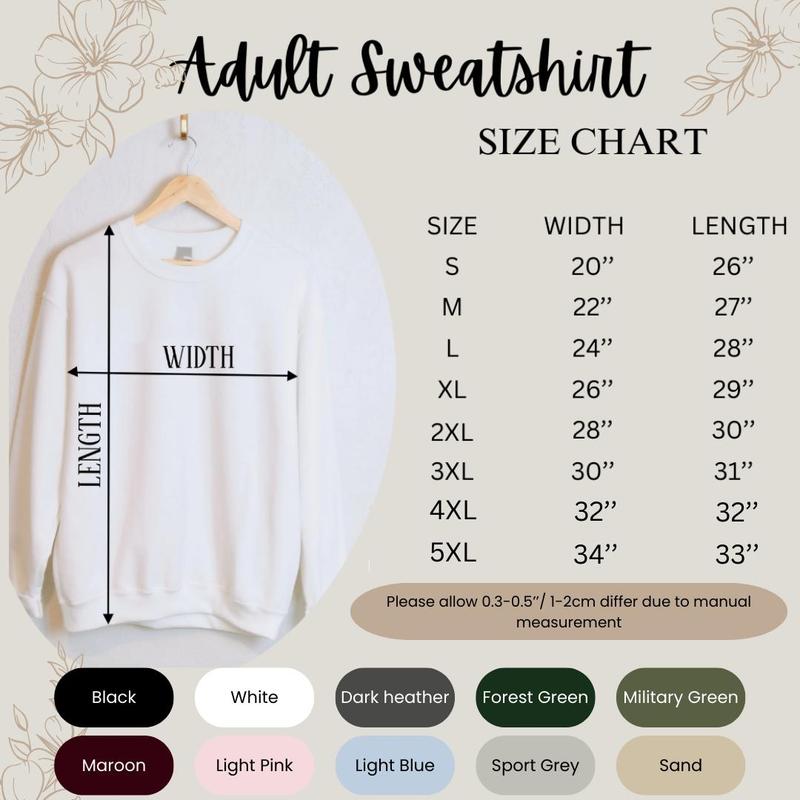 Adult Sweatshirt
SIZE CHART
WIDTH
LENGTH
SIZE WIDTH LENGTH
S 20’’ 26’’
M 22’’ 27’’
L 24’’ 28’’
XL 26’’ 29’’
2XL 28’’ 30’’
3XL 30’’ 31’’
4XL 32’’ 32’’
5XL 34’’ 33’’
Please allow 0.3-0.5’’/ 1-2cm differ due to manual
measurement
Black White Dark heather Forest Green Military Green
Maroon Light Pink Light Blue Sport Grey Sand